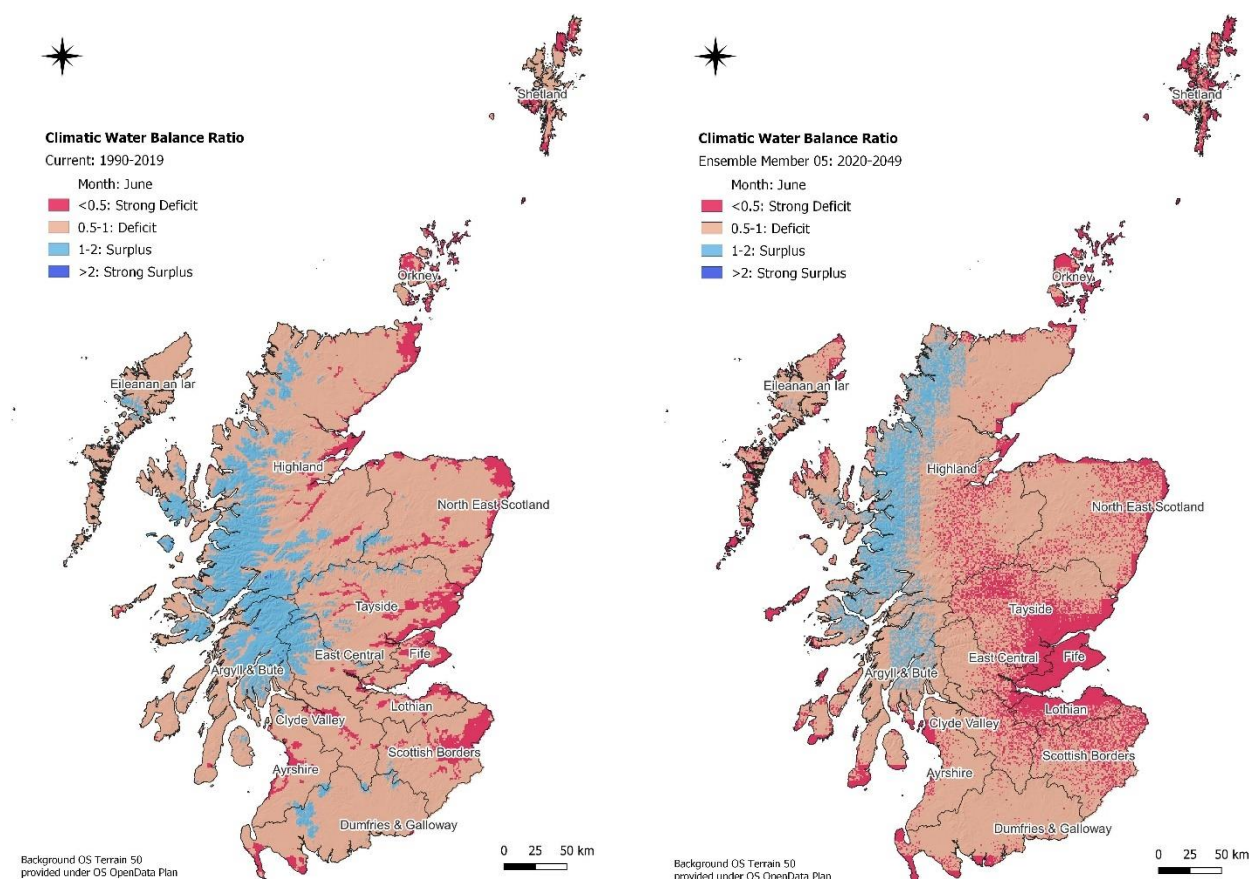 Climatic Water Balance Ratio
Current: 1990-2019
Month: June
<0.5: Strong Deficit
0.5-1: Deficit
1-2: Surplus
>2: Strong Surplus
Shetland
Orkney
Eileanan an Iar
Highland
North East Scotland
Tayside
East Central
Fife
Argyll & Bute
Lothian
Clyde Valley
Scottish Borders
Ayrshire
Dumfries & Galloway
Background OS Terrain 50
provided under OS OpenData Plan
0 25 50 km
Climatic Water Balance Ratio
Ensemble Member 05: 2020-2049
Month: June
<0.5: Strong Deficit
0.5-1: Deficit
1-2: Surplus
>2: Strong Surplus
Shetland
Orkney
Eileanan an Iar
Highland
North East Scotland
Tayside
East Central
Fife
Argyll & Bute
Lothian
Clyde Valley
Scottish Borders
Ayrshire
Dumfries & Galloway
Background OS Terrain 50
provided under OS OpenData Plan
0 25 50 km